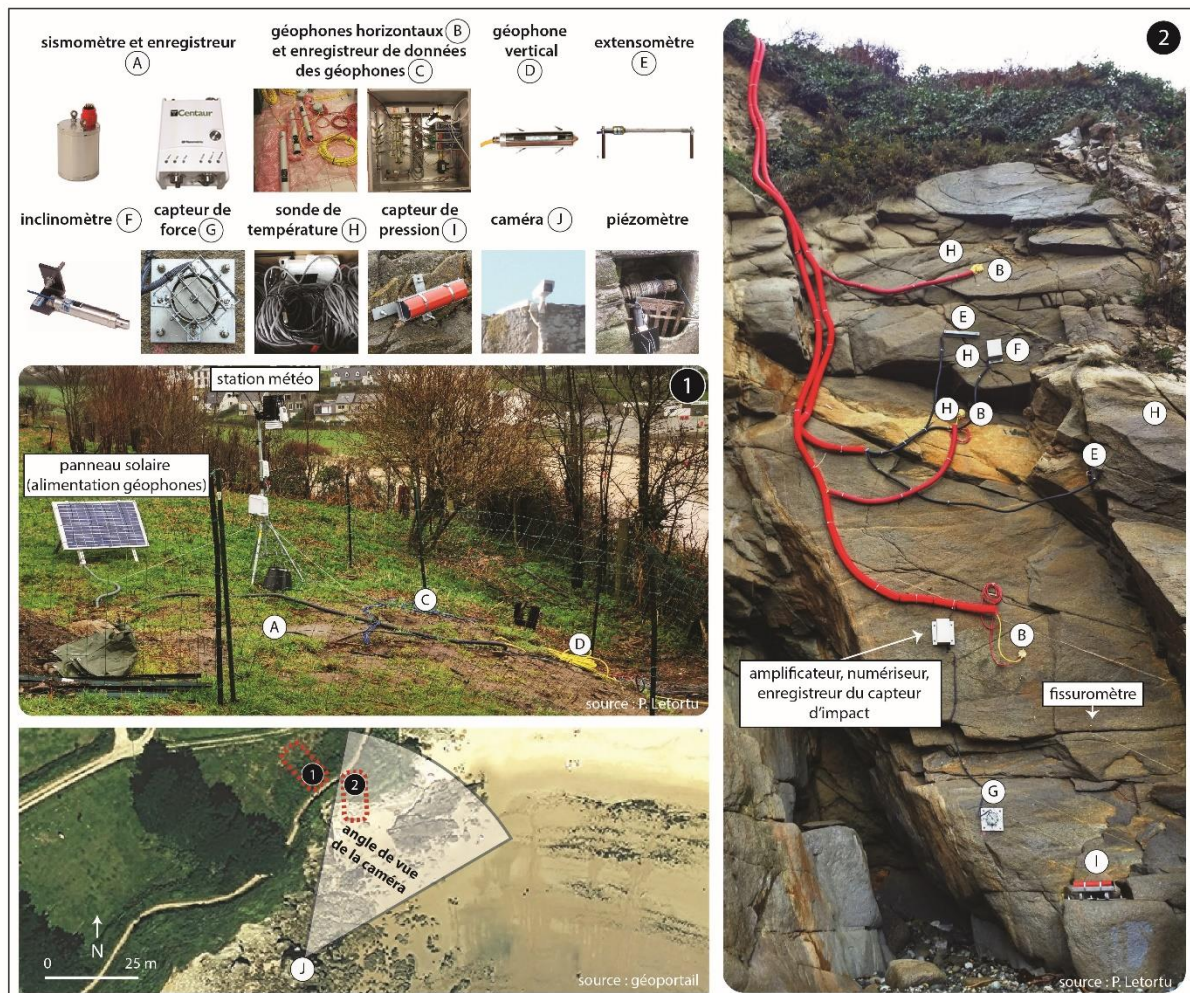 sismomètre et enregistreur
A
géophones horizontaux B
et enregistreur de données
des géophones C
géophone
vertical
D
extensomètre
E
Centaur
inclinomètre F
capteur de
force G
sonde de
température H
capteur de
pression I
caméra J
piézomètre
1
station météo
panneau solaire
(alimentation géophones)
A
C
D
source : P. Letortu
1
2
angle de vue
de la caméra
N
0 25 m
J
source : géoportail
2
H
B
E
H
F
H
B
H
E
B
amplificateur, numériseur,
enregistreur du capteur
d'impact
fissuromètre
G
I
source : P. Letortu